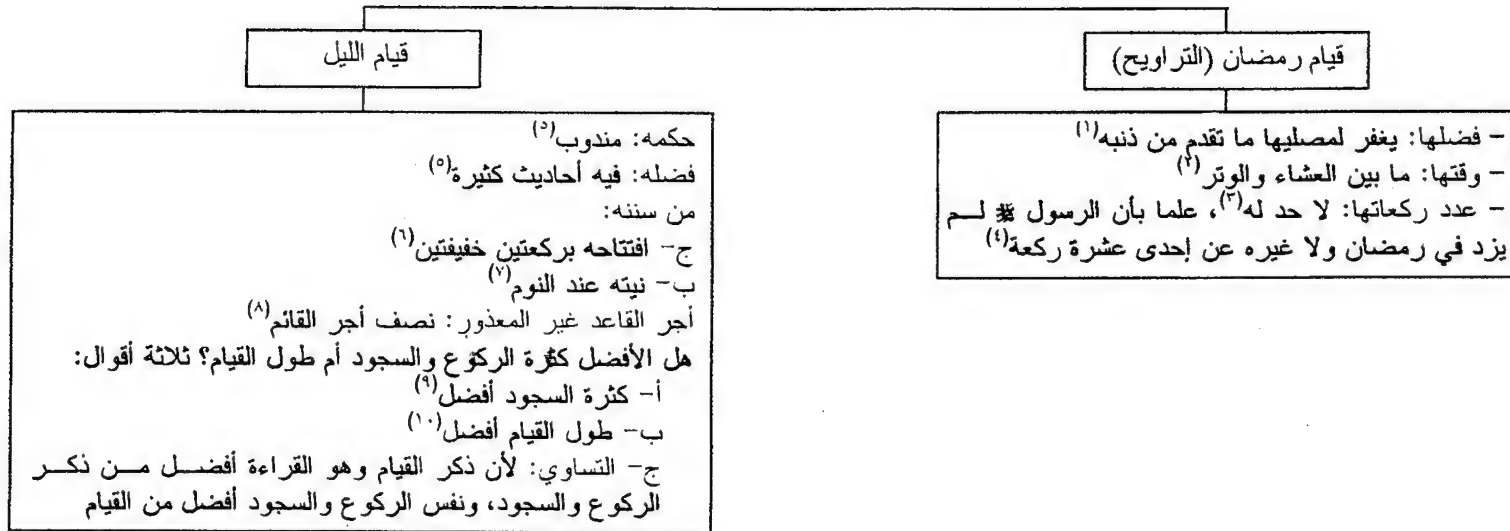 قيام رمضان (التراويح)
– فضلها: يغفر لمصليها ما تقدم من ذنبه(١)
– وقتها: ما بين العشاء والوتر(٢)
– عدد ركعاتها: لا حد له(٣)، علما بأن الرسول ﷺ لم
يزد في رمضان ولا غيره عن إحدى عشرة ركعة(٤)
قيام الليل
حكمه: مندوب(٥)
فضله: فيه أحاديث كثيرة(٥)
من سننه:
ج– افتتاحه بركعتين خفيفتين(٦)
ب– نيته عند النوم(٧)
أجر القاعد غير المعذور: نصف أجر القائم(٨)
هل الأفضل كثرة الركوع والسجود أم طول القيام؟ ثلاثة أقوال:
أ– كثرة السجود أفضل(٩)
ب– طول القيام أفضل(١٠)
ج– التساوي: لأن ذكر القيام وهو القراءة أفضل من ذكر
الركوع والسجود، ونفس الركوع والسجود أفضل من القيام